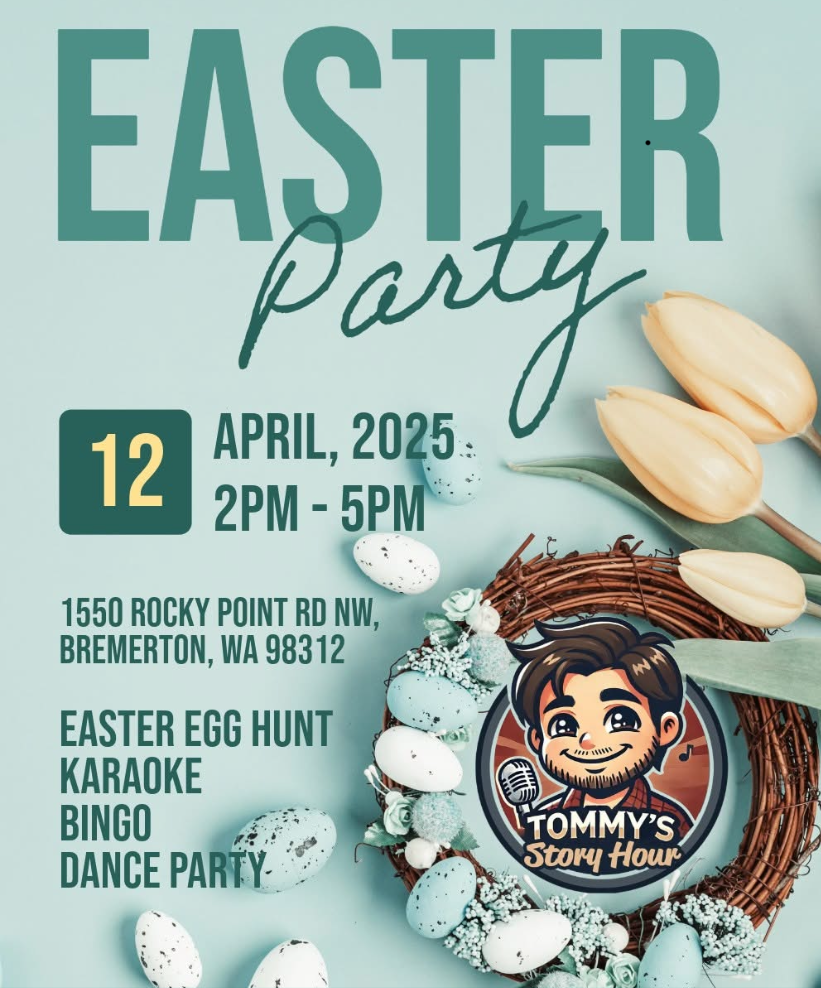 EASTER
Party
12
APRIL, 2025
2PM - 5PM
1550 ROCKY POINT RD NW,
BREMERTON, WA 98312
EASTER EGG HUNT
KARAOKE
BINGO
DANCE PARTY
TOMMY'S
Story Hour